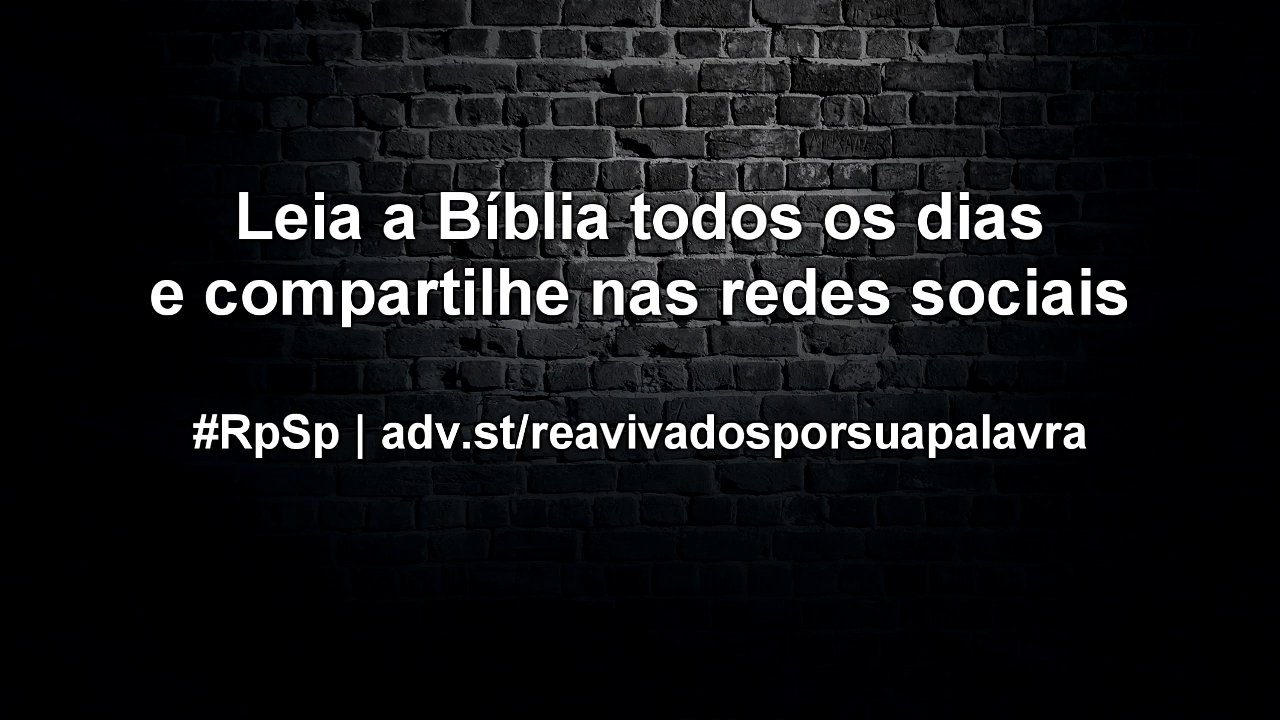 Leia a Bíblia todos os dias
e compartilhe nas redes sociais
#RpSp | adv.st/reavivadosporsuapalavra